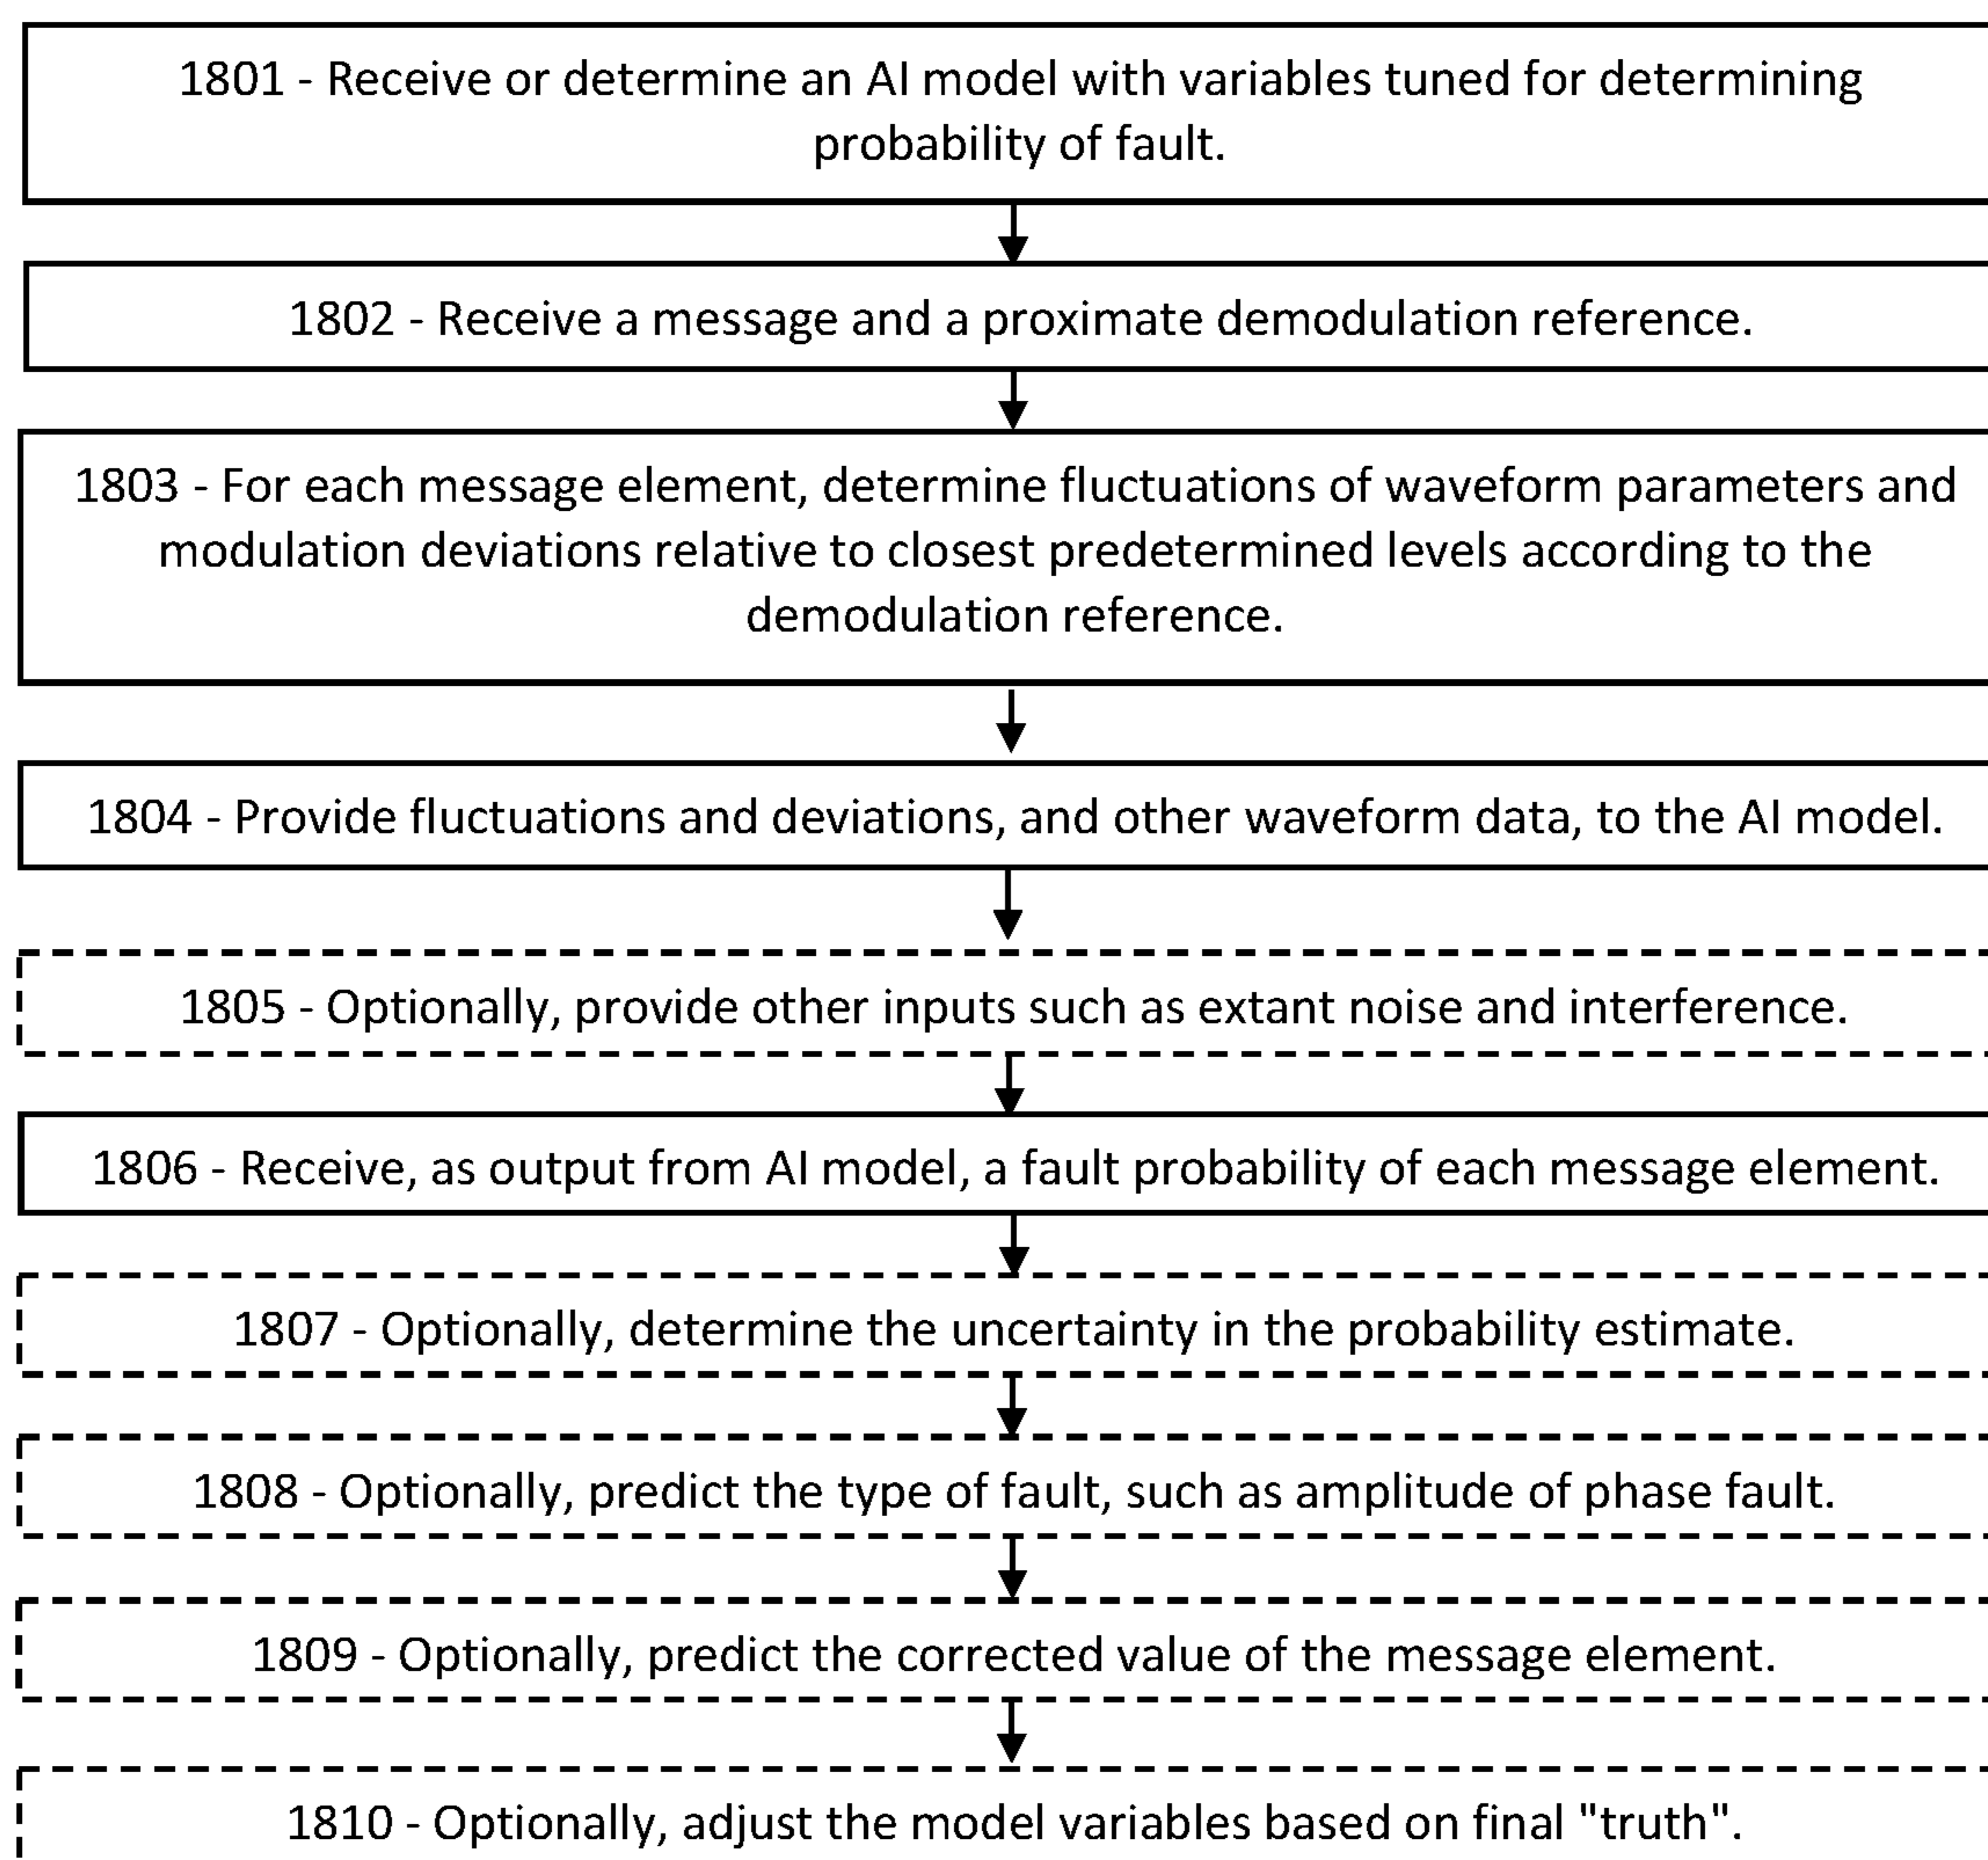 1801 - Receive or determine an AI model with variables tuned for determining
probability of fault.
1802 - Receive a message and a proximate demodulation reference.
1803 - For each message element, determine fluctuations of waveform parameters and
modulation deviations relative to closest predetermined levels according to the
demodulation reference.
1804 - Provide fluctuations and deviations, and other waveform data, to the AI model.
1805 - Optionally, provide other inputs such as extant noise and interference.
1806 - Receive, as output from AI model, a fault probability of each message element.
1807 - Optionally, determine the uncertainty in the probability estimate.
1808 - Optionally, predict the type of fault, such as amplitude of phase fault.
1809 - Optionally, predict the corrected value of the message element.
1810 - Optionally, adjust the model variables based on final "truth".